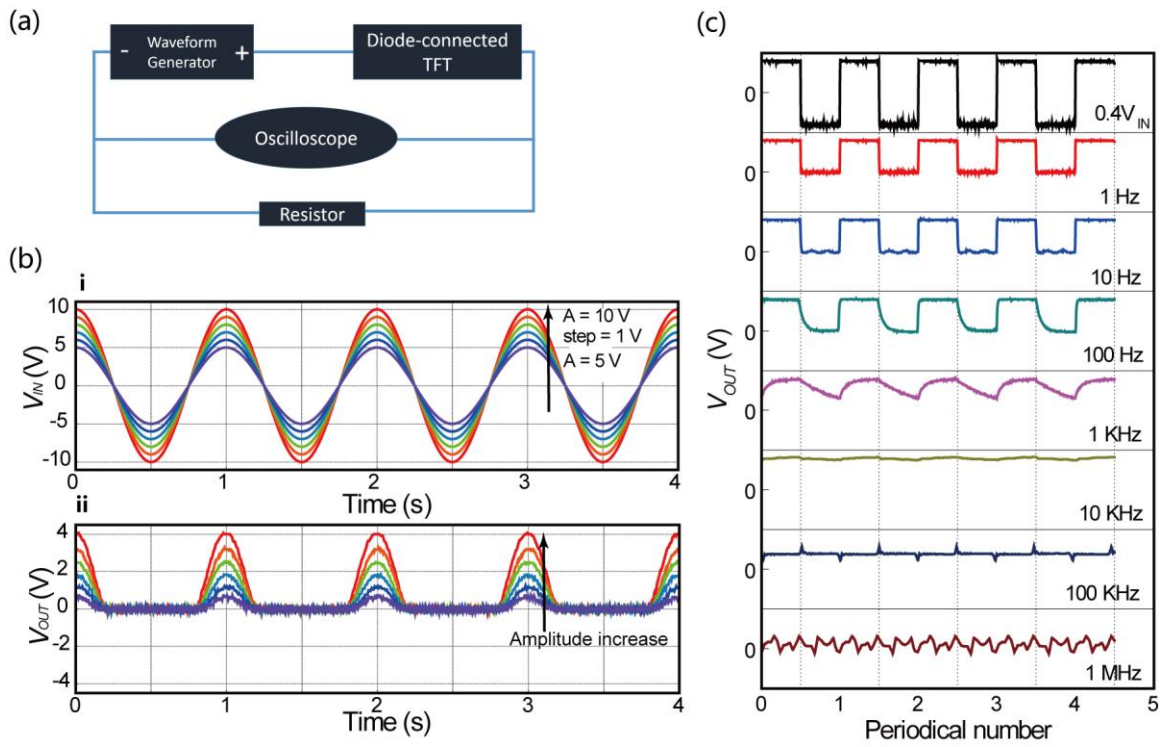 (a)
- Waveform Generator +
Diode-connected
TFT
Oscilloscope
Resistor
(b)
i
10
5
0
-5
-10
V_IN (V)
A = 10 V
step = 1 V
A = 5 V
0 1 2 3 4
Time (s)
ii
4
2
0
-2
-4
V_OUT (V)
Amplitude increase
0 1 2 3 4
Time (s)
(c)
V_OUT (V)
0
0.4V_IN
0
1 Hz
0
10 Hz
0
100 Hz
0
1 KHz
0
10 KHz
0
100 KHz
0
1 MHz
0 1 2 3 4 5
Periodical number